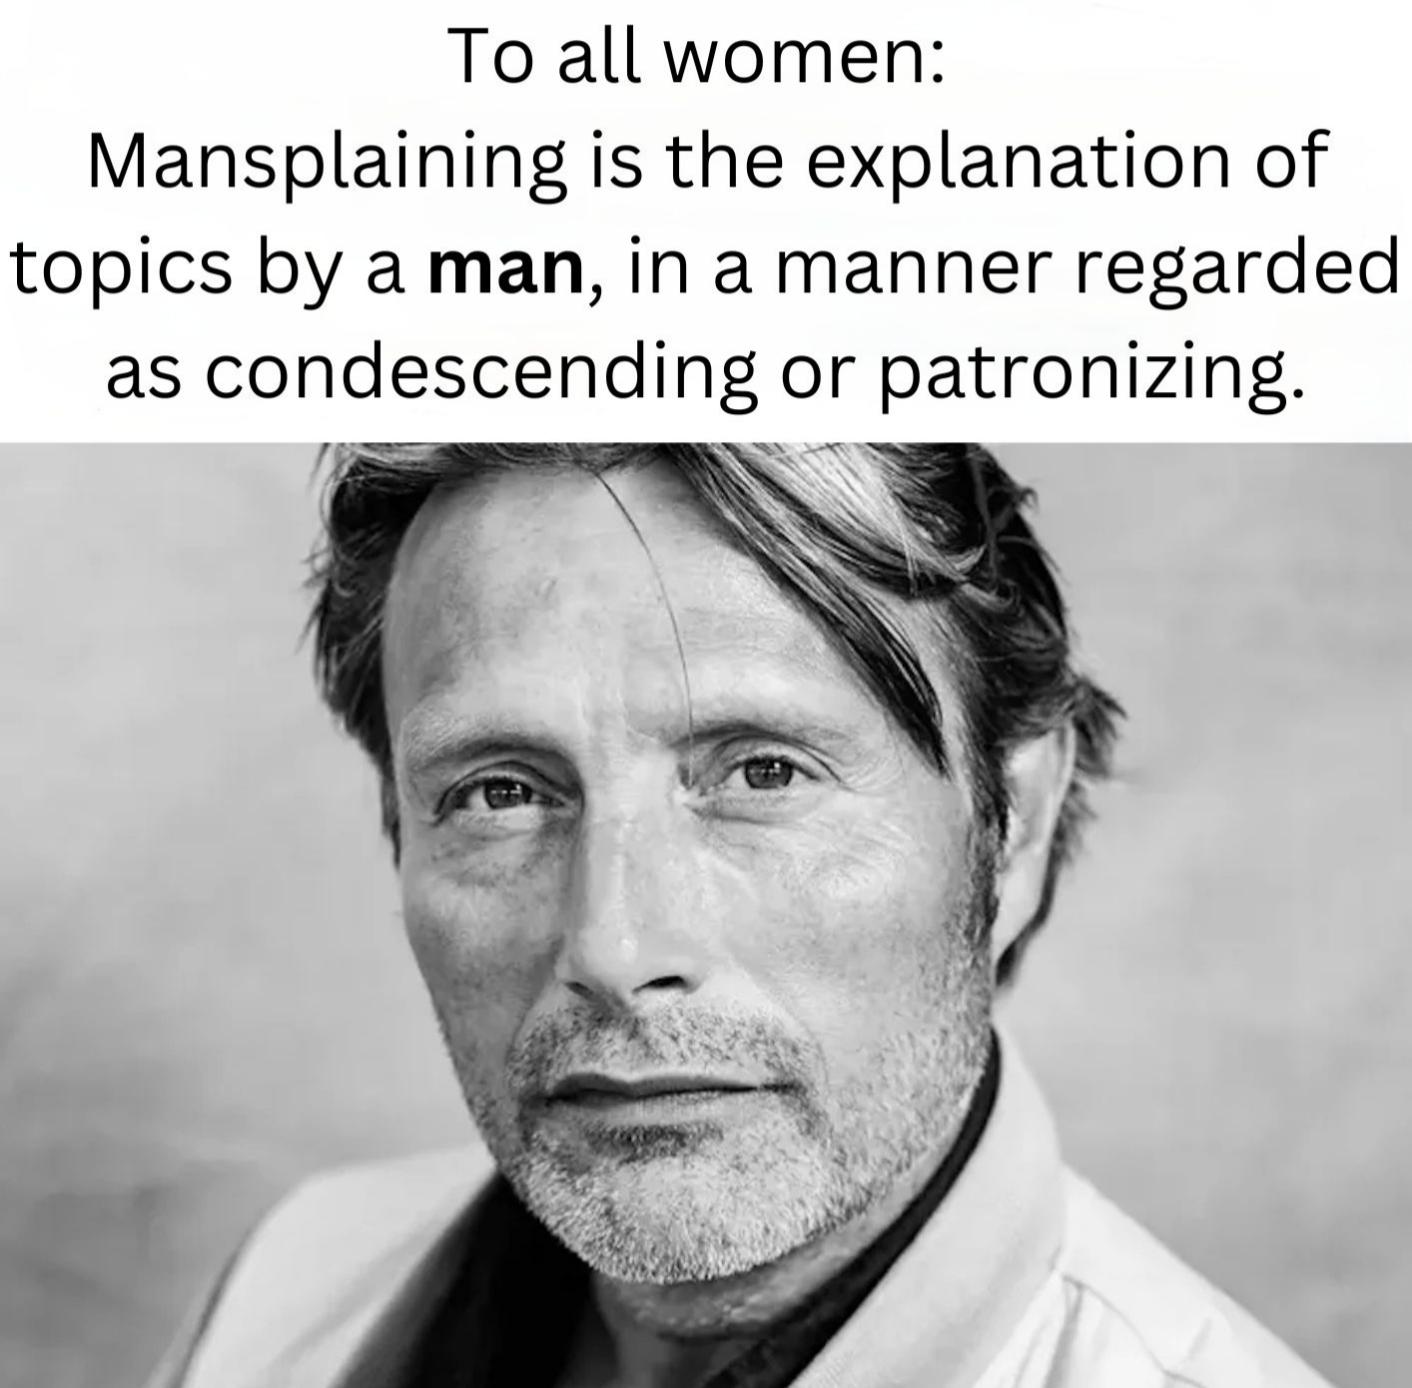 To all women:
Mansplaining is the explanation of
topics by a man, in a manner regarded
as condescending or patronizing.